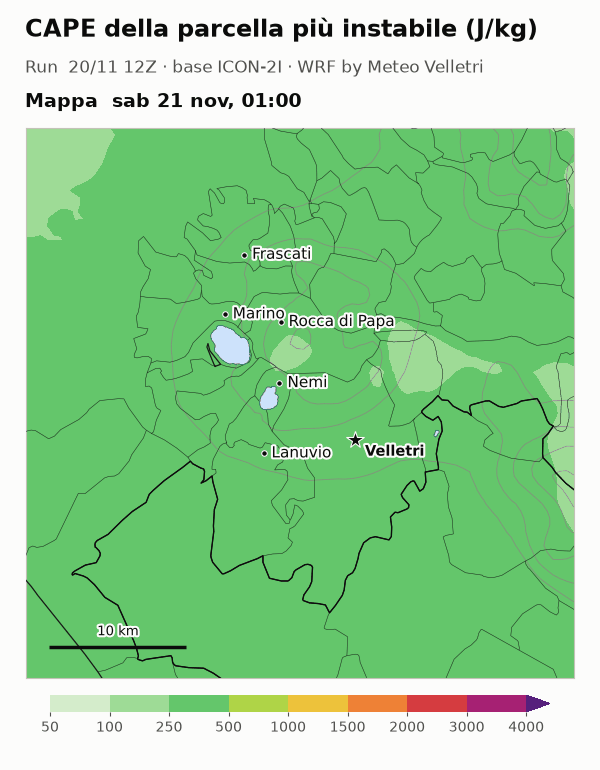 CAPE della parcella più instabile (J/kg)
Run 20/11 12Z · base ICON-2I · WRF by Meteo Velletri
Mappa sab 21 nov, 01:00
Frascati
Marino
Rocca di Papa
Nemi
Velletri
Lanuvio
10 km
50 100 250 500 1000 1500 2000 3000 4000